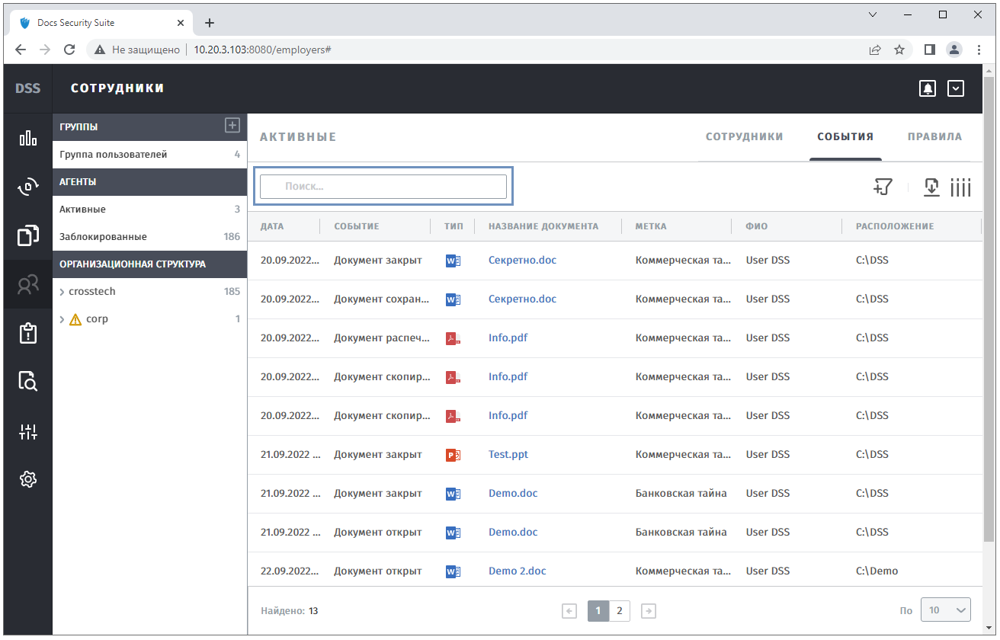 Docs Security Suite
Не защищено 10.20.3.103:8080/employers#
DSS СОТРУДНИКИ
ГРУППЫ
Группа пользователей 4
АГЕНТЫ
Активные 3
Заблокированные 186
ОРГАНИЗАЦИОННАЯ СТРУКТУРА
crosstech 185
corp 1
АКТИВНЫЕ СОТРУДНИКИ СОБЫТИЯ ПРАВИЛА
Поиск...
ДАТА СОБЫТИЕ ТИП НАЗВАНИЕ ДОКУМЕНТА МЕТКА ФИО РАСПОЛОЖЕНИЕ
20.09.2022... Документ закрыт Секретно.doc Коммерческая та... User DSS C:\DSS
20.09.2022... Документ сохран... Секретно.doc Коммерческая та... User DSS C:\DSS
20.09.2022... Документ распеч... Info.pdf Коммерческая та... User DSS C:\DSS
20.09.2022... Документ скопир... Info.pdf Коммерческая та... User DSS C:\DSS
20.09.2022... Документ скопир... Info.pdf Коммерческая та... User DSS C:\DSS
21.09.2022 ... Документ закрыт Test.ppt Коммерческая та... User DSS C:\DSS
21.09.2022 ... Документ закрыт Demo.doc Банковская тайна User DSS C:\DSS
21.09.2022 ... Документ открыт Demo.doc Банковская тайна User DSS C:\DSS
22.09.2022... Документ открыт Demo 2.doc Коммерческая та... User DSS C:\Demo
Найдено: 13 1 2 По 10